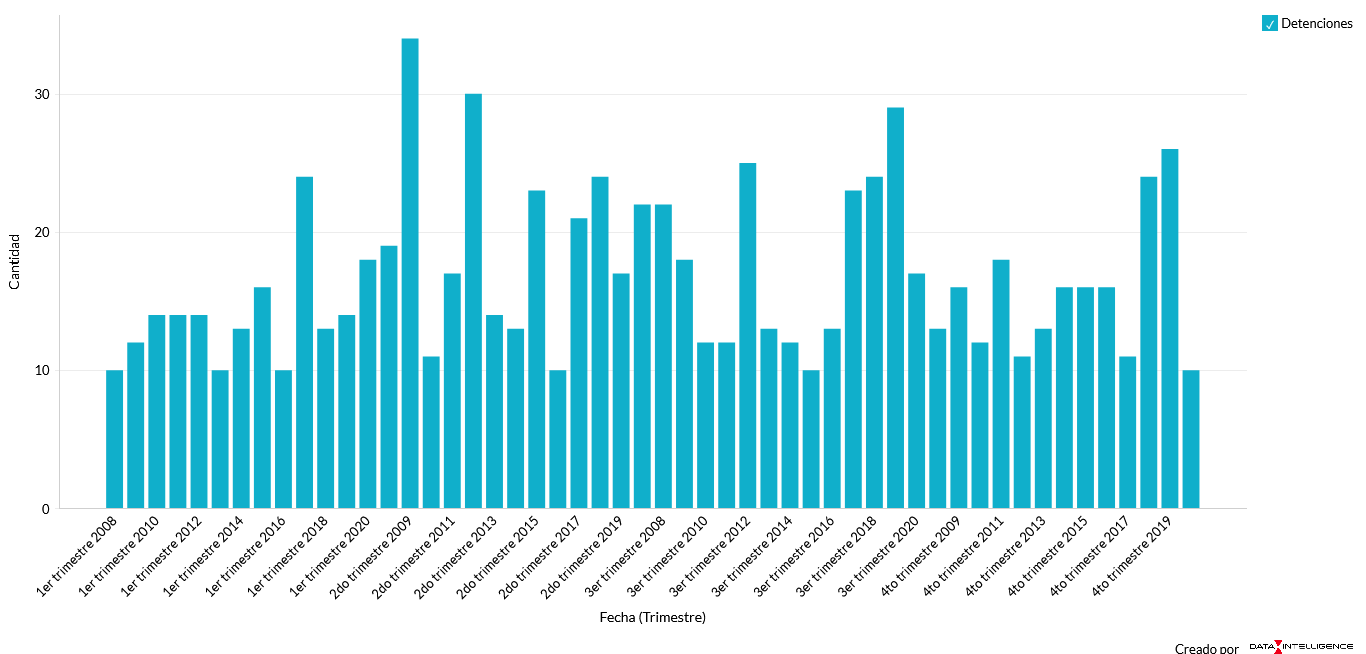 Detenciones
30
20
10
0
Cantidad
1er trimestre 2008
1er trimestre 2010
1er trimestre 2012
1er trimestre 2014
1er trimestre 2016
1er trimestre 2018
1er trimestre 2020
2do trimestre 2009
2do trimestre 2011
2do trimestre 2013
2do trimestre 2015
2do trimestre 2017
2do trimestre 2019
3er trimestre 2008
3er trimestre 2010
3er trimestre 2012
3er trimestre 2014
3er trimestre 2016
3er trimestre 2018
3er trimestre 2020
4to trimestre 2009
4to trimestre 2011
4to trimestre 2013
4to trimestre 2015
4to trimestre 2017
4to trimestre 2019
Fecha (Trimestre)
Creado por DATA INTELLIGENCE